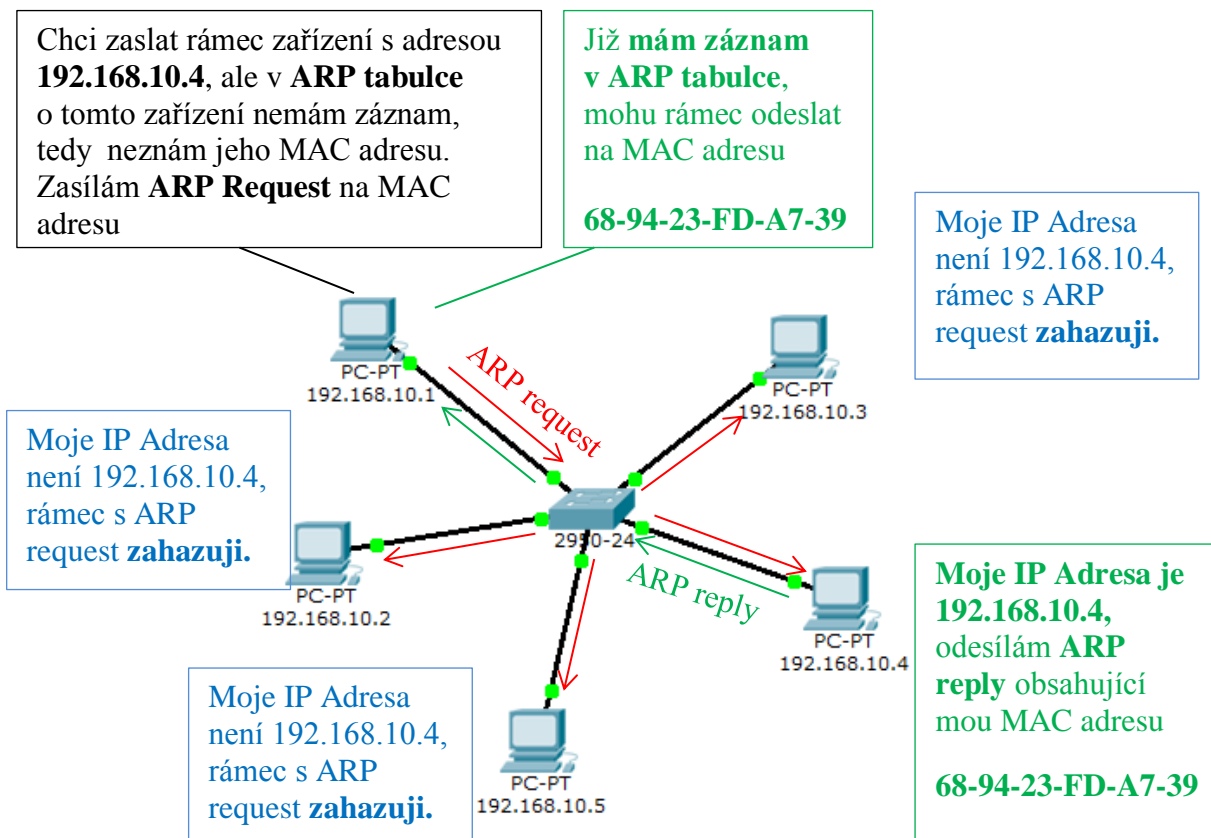 Chci zaslat rámec zařízení s adresou
192.168.10.4, ale v ARP tabulce
o tomto zařízení nemám záznam,
tedy neznám jeho MAC adresu.
Zasílám ARP Request na MAC
adresu
Již mám záznam
v ARP tabulce,
mohu rámec odeslat
na MAC adresu
68-94-23-FD-A7-39
Moje IP Adresa
není 192.168.10.4,
rámec s ARP
request zahazuji.
PC-PT
192.168.10.1
ARP request
PC-PT
192.168.10.3
Moje IP Adresa
není 192.168.10.4,
rámec s ARP
request zahazuji.
PC-PT
192.168.10.2
2950-24
ARP reply
PC-PT
192.168.10.4
Moje IP Adresa je
192.168.10.4,
odesílám ARP
reply obsahující
mou MAC adresu
68-94-23-FD-A7-39
Moje IP Adresa
není 192.168.10.4,
rámec s ARP
request zahazuji.
PC-PT
192.168.10.5